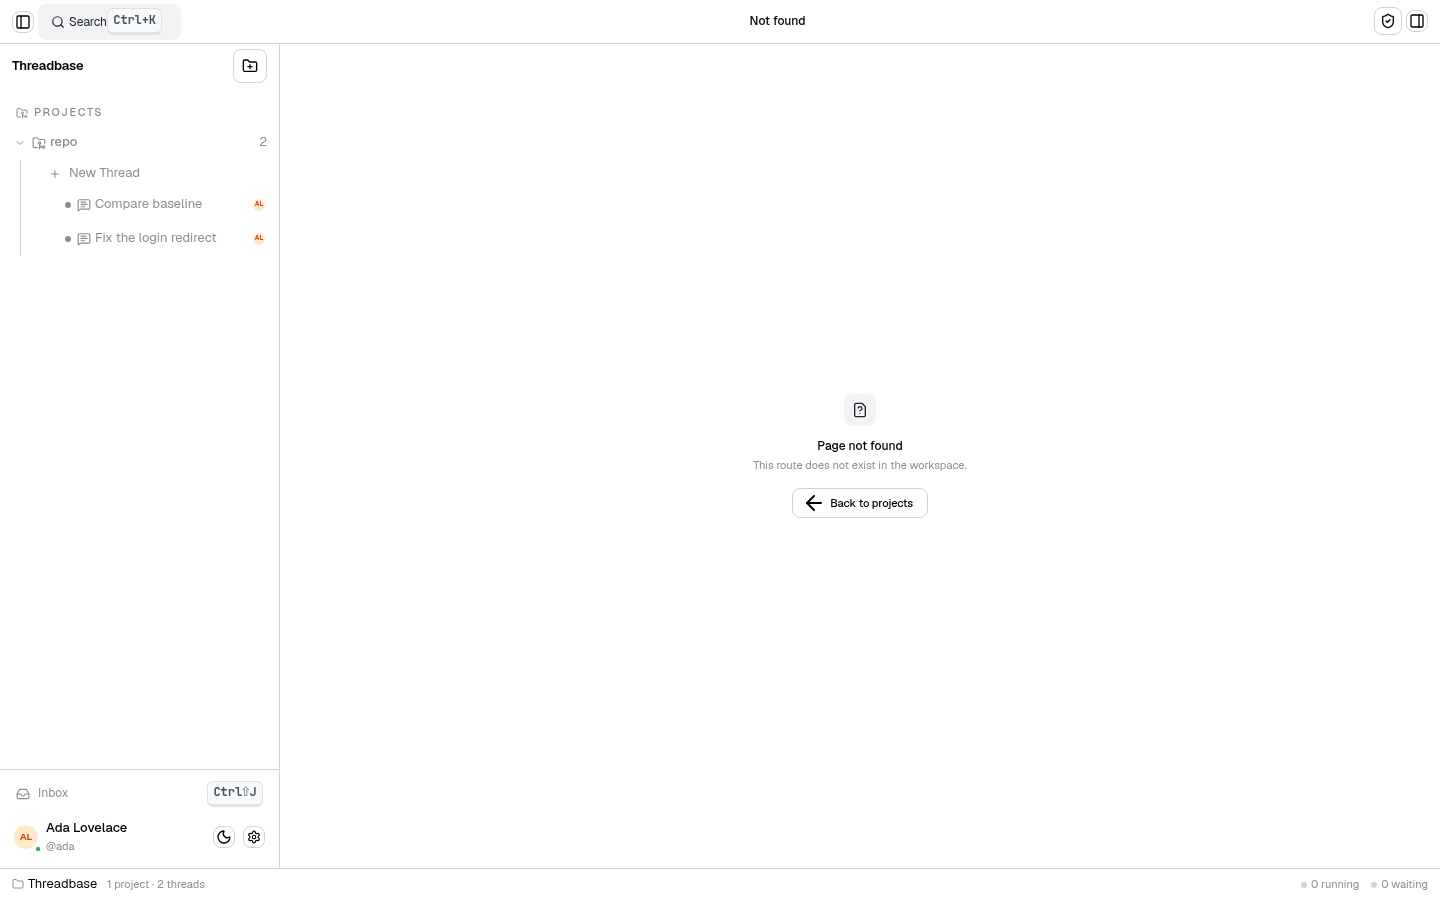 Search Ctrl+K
Not found
Threadbase
PROJECTS
repo 2
New Thread
Compare baseline AL
Fix the login redirect AL
Page not found
This route does not exist in the workspace.
Back to projects
Inbox Ctrl⇧J
AL Ada Lovelace
@ada
Threadbase 1 project · 2 threads
0 running 0 waiting